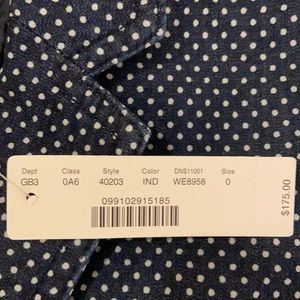 Dept Class Style Color DNS11001 Size
GB3 0A6 40203 IND WE8958 0
099102915185
$175.00